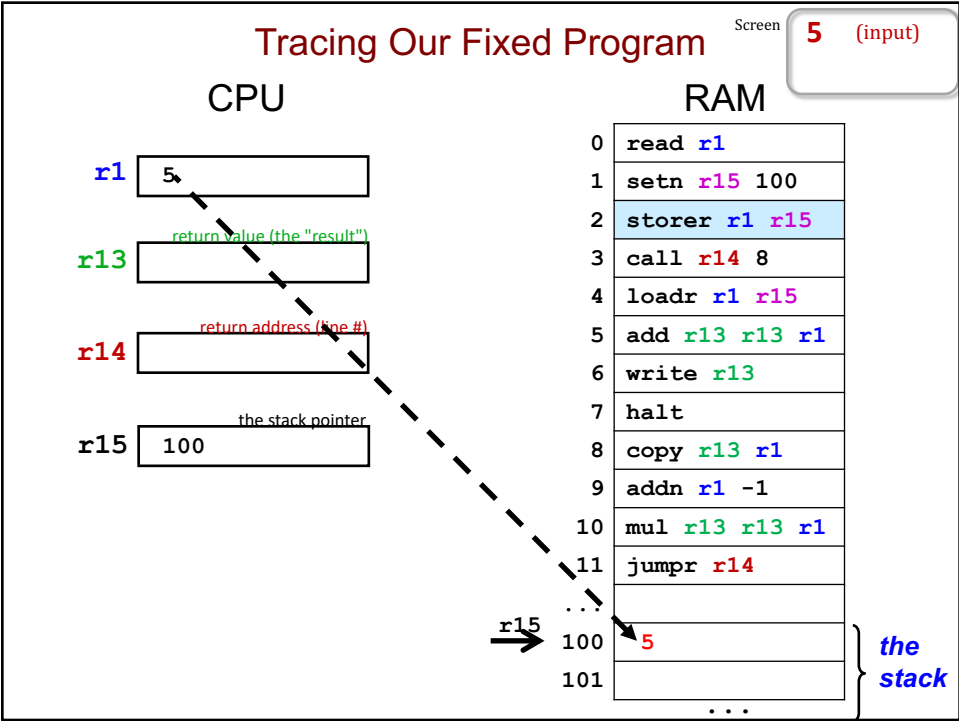 Tracing Our Fixed Program
Screen
5 (input)
CPU
r1 5
return value (the "result")
r13
return address (line #)
r14
the stack pointer
r15 100
RAM
0 read r1
1 setn r15 100
2 storer r1 r15
3 call r14 8
4 loadr r1 r15
5 add r13 r13 r1
6 write r13
7 halt
8 copy r13 r1
9 addn r1 -1
10 mul r13 r13 r1
11 jumpr r14
...
r15
100 5
101
...
the
stack